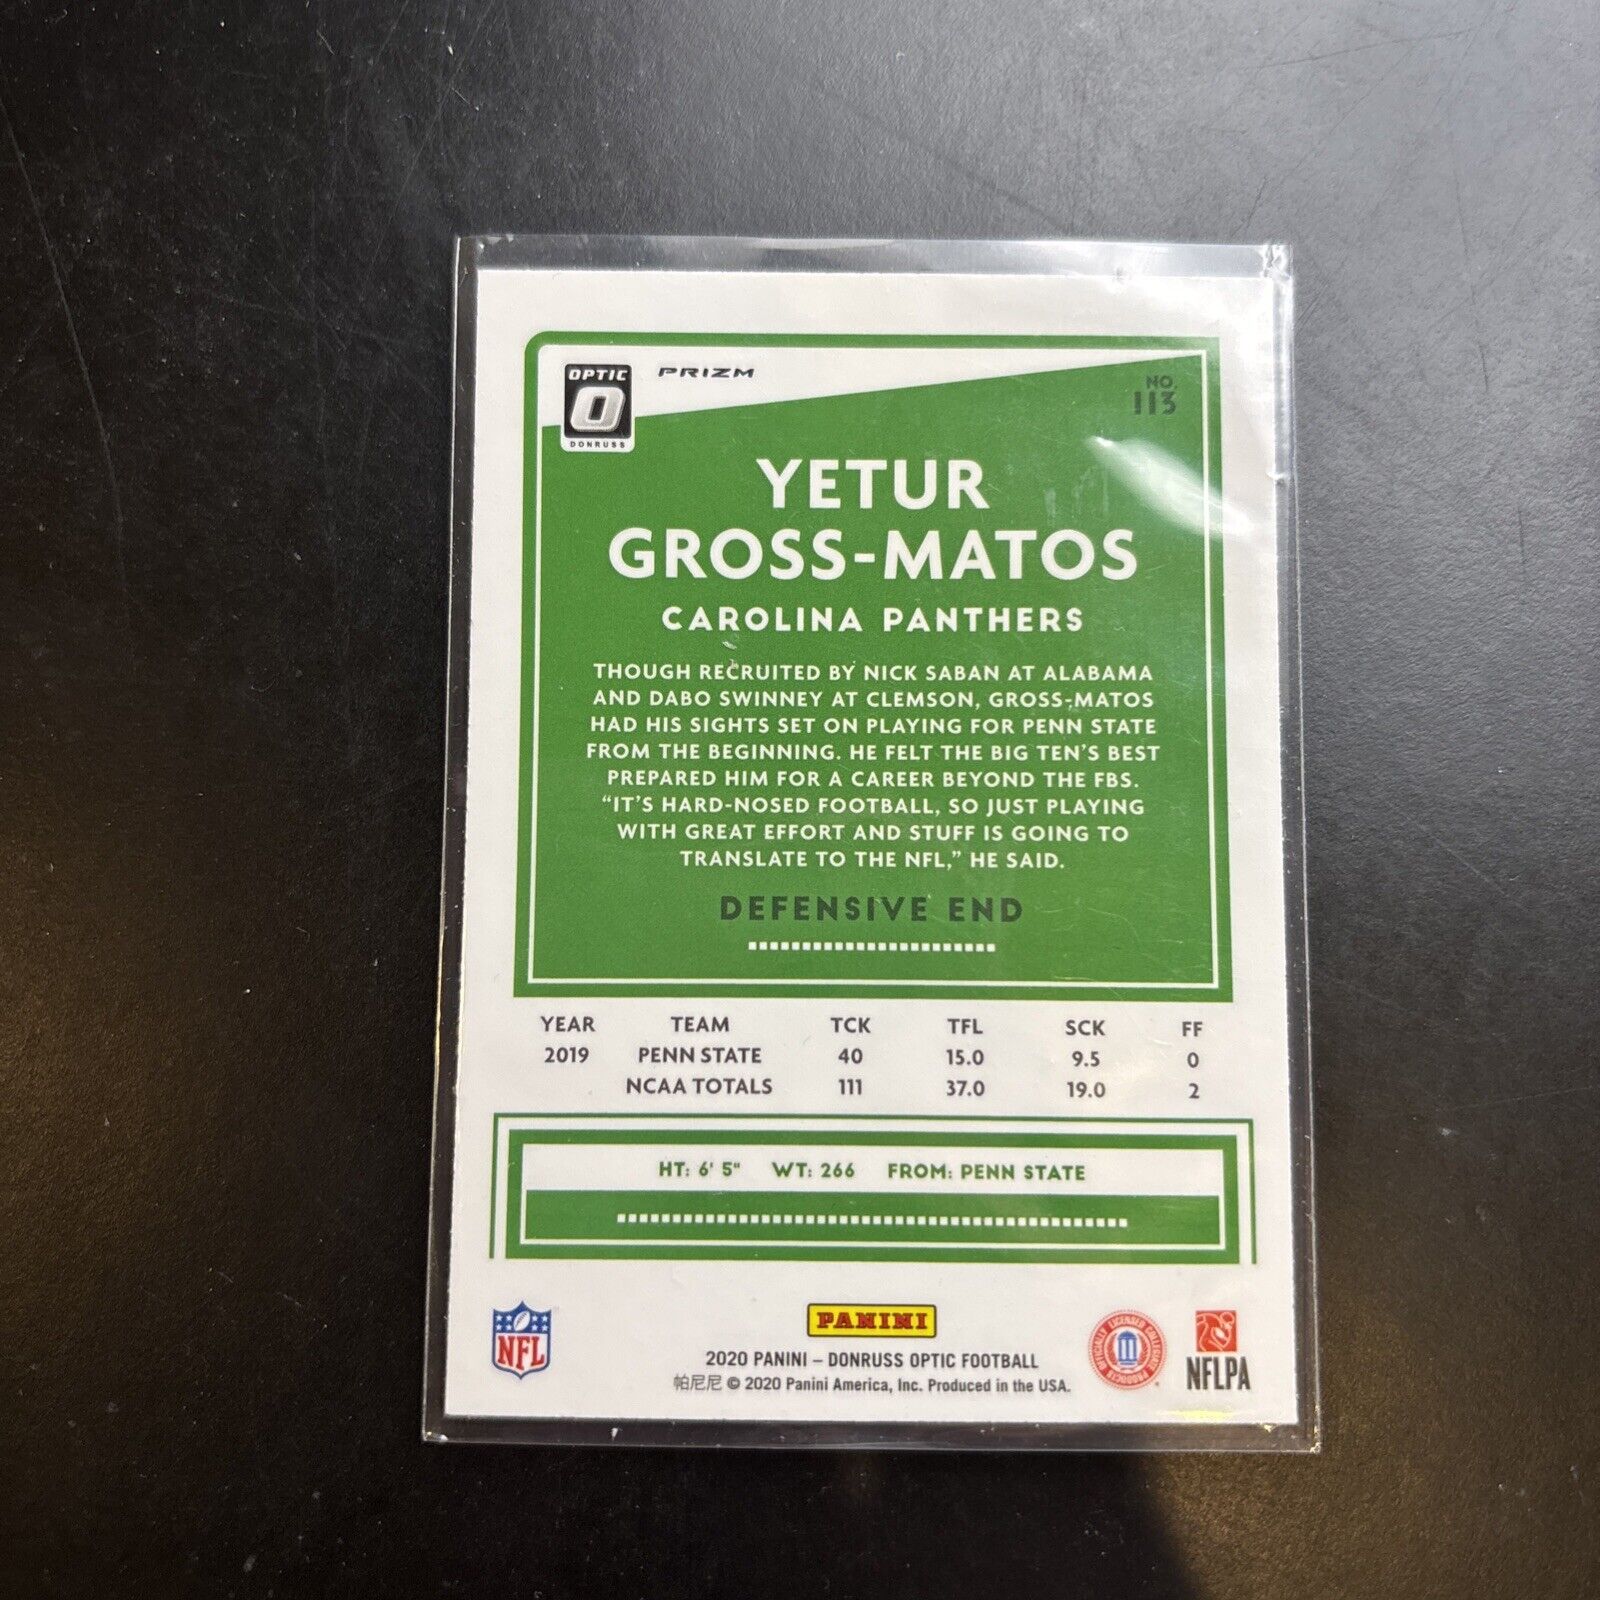 OPTIC
O
DONRUSS
PRIZM
NO.
113
YETUR
GROSS-MATOS
CAROLINA PANTHERS
THOUGH RECRUITED BY NICK SABAN AT ALABAMA
AND DABO SWINNEY AT CLEMSON, GROSS-MATOS
HAD HIS SIGHTS SET ON PLAYING FOR PENN STATE
FROM THE BEGINNING. HE FELT THE BIG TEN'S BEST
PREPARED HIM FOR A CAREER BEYOND THE FBS.
“IT'S HARD-NOSED FOOTBALL, SO JUST PLAYING
WITH GREAT EFFORT AND STUFF IS GOING TO
TRANSLATE TO THE NFL,” HE SAID.
DEFENSIVE END
YEAR TEAM TCK TFL SCK FF
2019 PENN STATE 40 15.0 9.5 0
NCAA TOTALS 111 37.0 19.0 2
HT: 6' 5" WT: 266 FROM: PENN STATE
NFL
PANINI
2020 PANINI – DONRUSS OPTIC FOOTBALL
帕尼尼 © 2020 Panini America, Inc. Produced in the USA.
OFFICIALLY LICENSED COLLEGIATE PRODUCTS
NFLPA